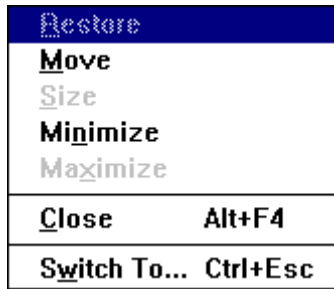 Restore
Move
Size
Minimize
Maximize
Close Alt+F4
Switch To... Ctrl+Esc